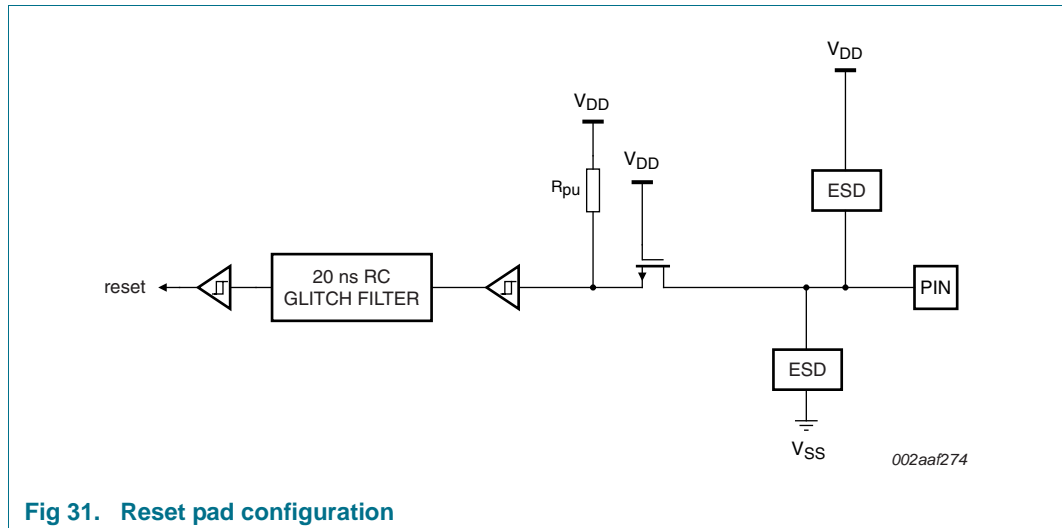 VDD
VDD
VDD
Rpu
ESD
reset
20 ns RC
GLITCH FILTER
PIN
ESD
VSS
002aaf274
Fig 31. Reset pad configuration